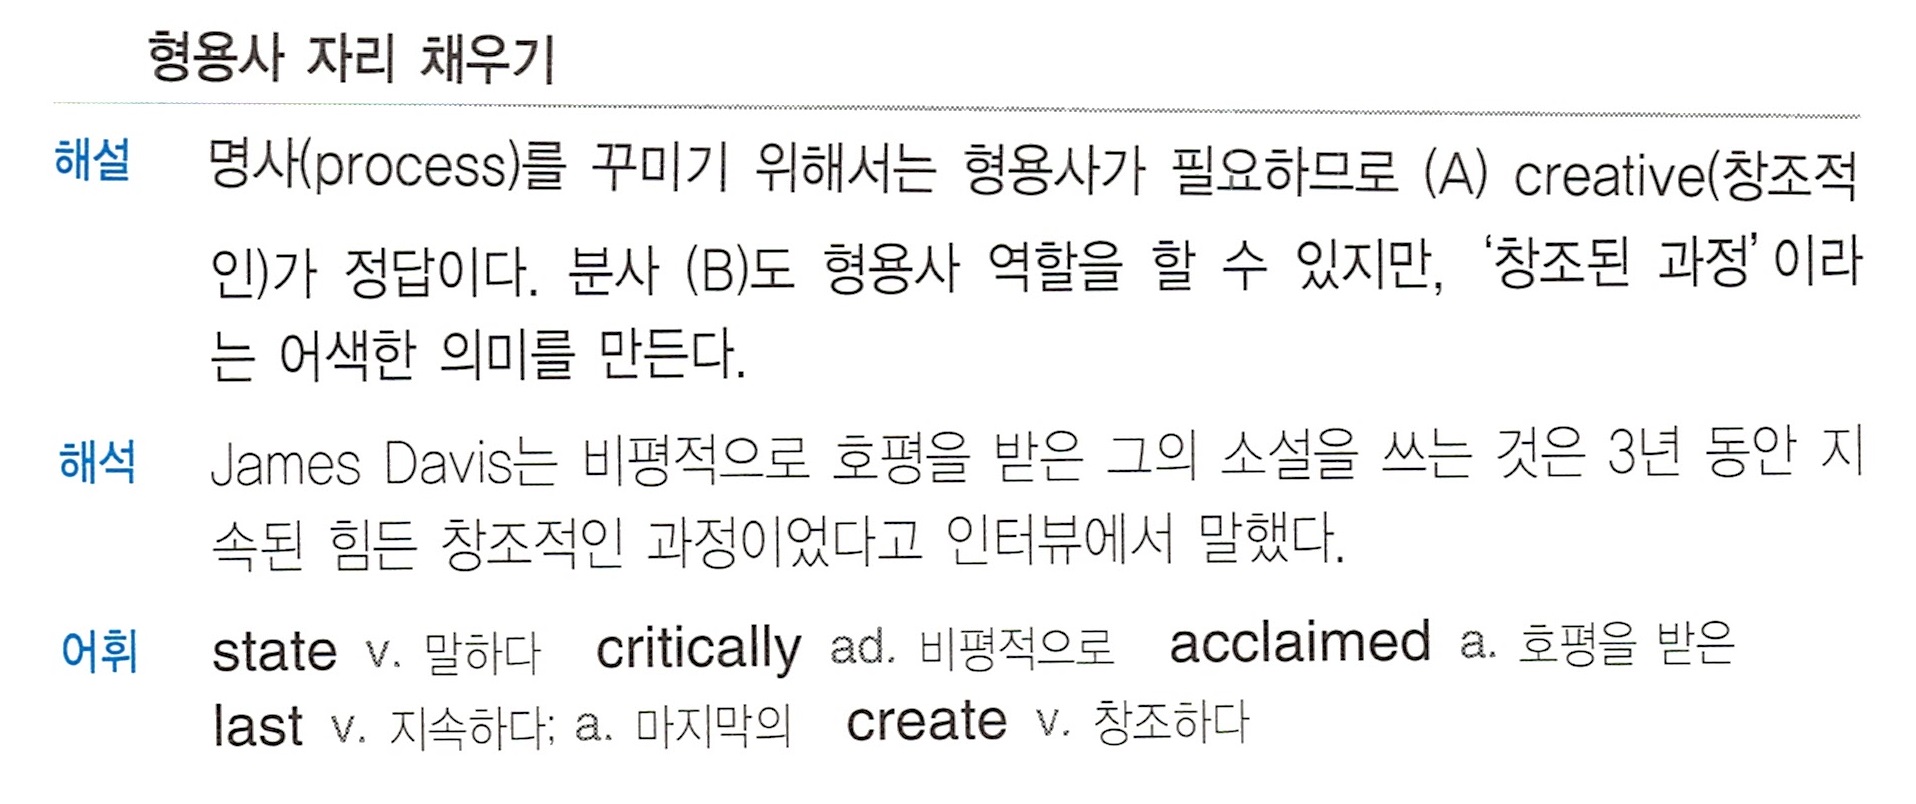 형용사 자리 채우기
해설 명사(process)를 꾸미기 위해서는 형용사가 필요하므로 (A) creative(창조적
인)가 정답이다. 분사 (B)도 형용사 역할을 할 수 있지만, ‘창조된 과정’이라
는 어색한 의미를 만든다.
해석 James Davis는 비평적으로 호평을 받은 그의 소설을 쓰는 것은 3년 동안 지
속된 힘든 창조적인 과정이었다고 인터뷰에서 말했다.
어휘 state v. 말하다 critically ad. 비평적으로 acclaimed a. 호평을 받은
last v. 지속하다; a. 마지막의 create v. 창조하다